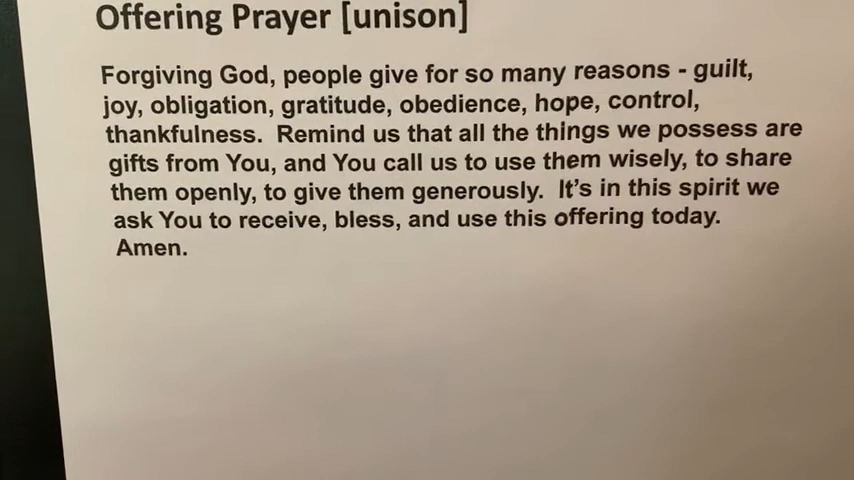 Offering Prayer [unison]
Forgiving God, people give for so many reasons - guilt,
joy, obligation, gratitude, obedience, hope, control,
thankfulness.  Remind us that all the things we possess are
gifts from You, and You call us to use them wisely, to share
them openly, to give them generously.  It’s in this spirit we
ask You to receive, bless, and use this offering today.
Amen.